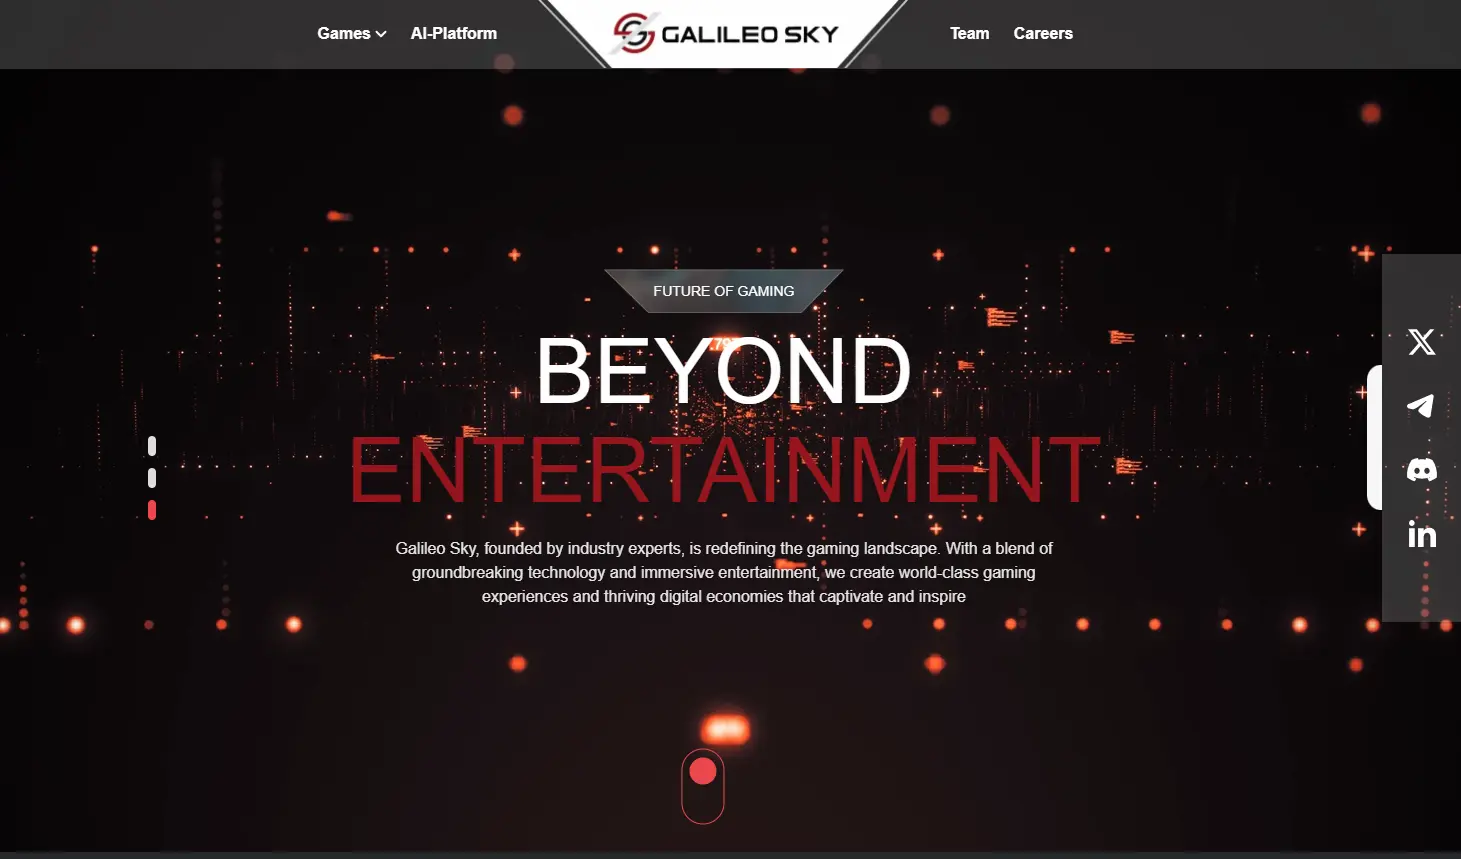 Games
AI-Platform
GALILEO SKY
Team
Careers
FUTURE OF GAMING
BEYOND
ENTERTAINMENT
Galileo Sky, founded by industry experts, is redefining the gaming landscape. With a blend of
groundbreaking technology and immersive entertainment, we create world-class gaming
experiences and thriving digital economies that captivate and inspire